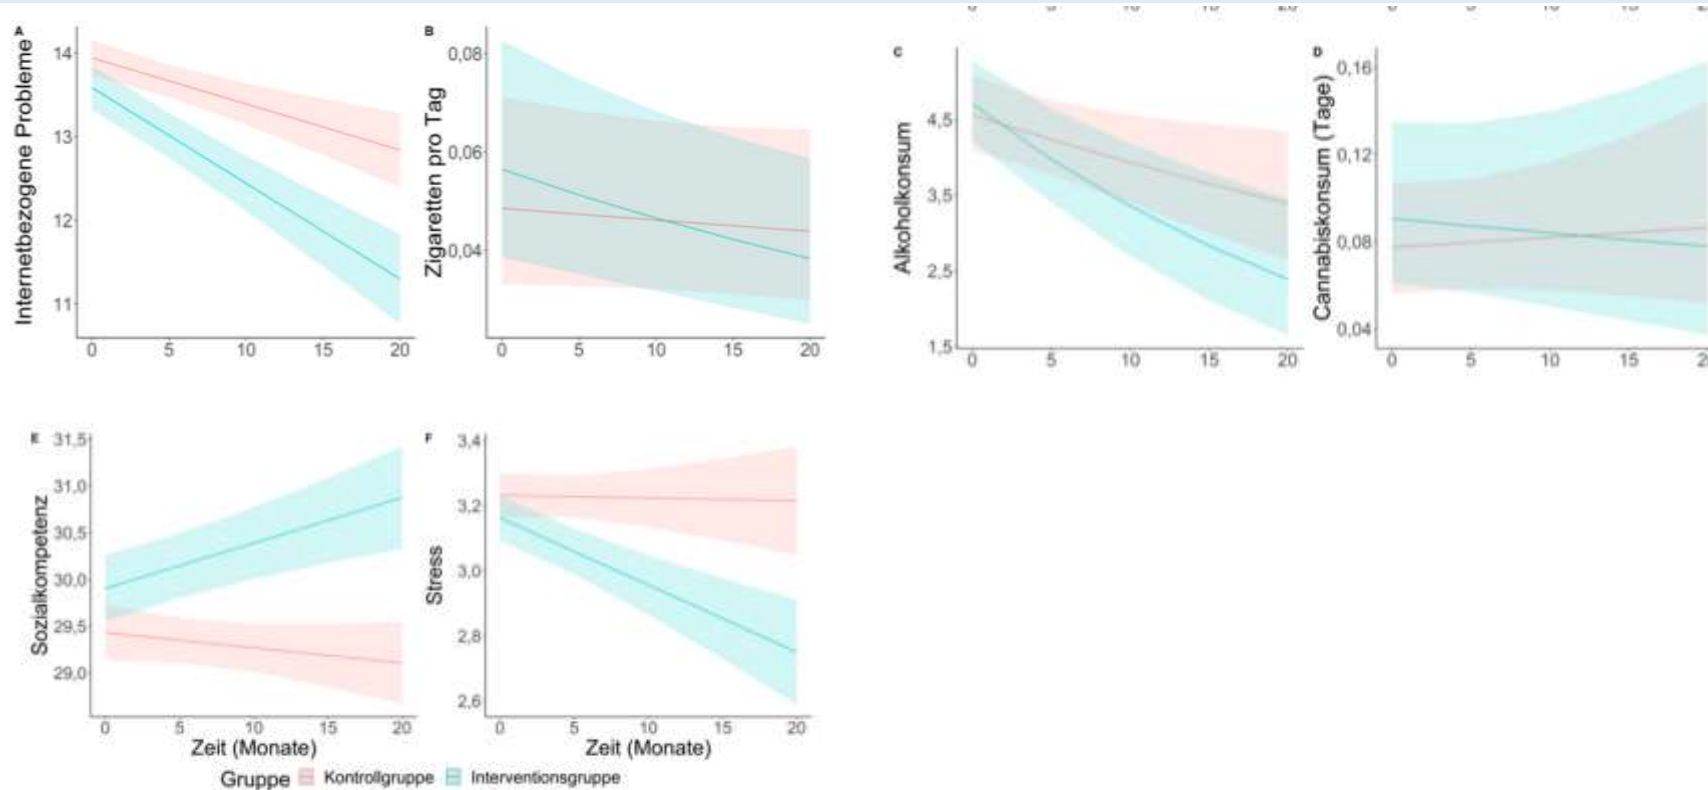 A
Internetbezogene Probleme
14
13
12
11
0 5 10 15 20
B
Zigaretten pro Tag
0,08
0,06
0,04
0 5 10 15 20
C
Alkoholkonsum
4,5
3,5
2,5
1,5
0 5 10 15 20
D
Cannabiskonsum (Tage)
0,16
0,12
0,08
0,04
0 5 10 15
E
Sozialkompetenz
31,5
31,0
30,5
30,0
29,5
29,0
0 5 10 15 20
Zeit (Monate)
F
Stress
3,4
3,2
3,0
2,8
2,6
0 5 10 15 20
Zeit (Monate)
Gruppe Kontrollgruppe Interventionsgruppe